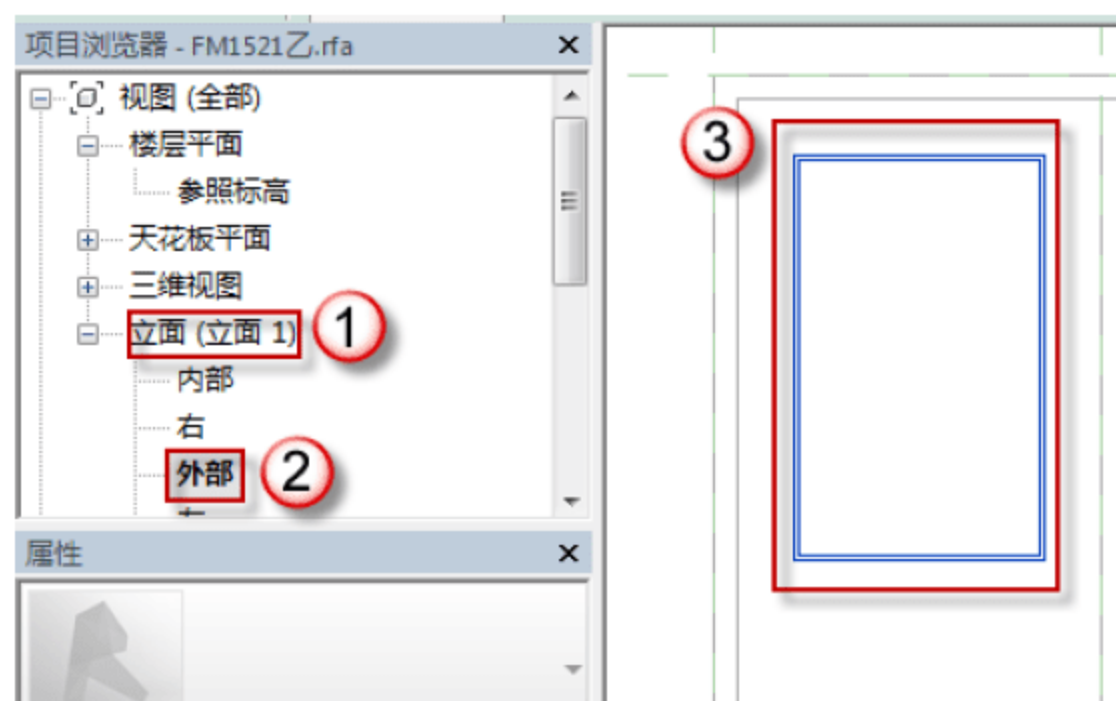 项目浏览器 - FM1521乙.rfa
视图 (全部)
楼层平面
参照标高
天花板平面
三维视图
立面 (立面 1)
1
内部
右
外部
2
属性
3